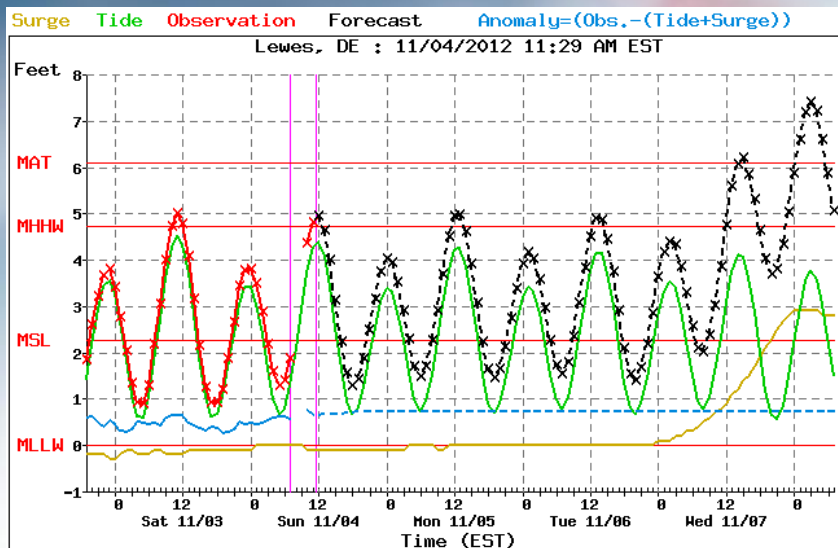 Surge Tide Observation Forecast Anomaly=(Obs.-(Tide+Surge))
Lewes, DE : 11/04/2012 11:29 AM EST
Feet
8
7
MAT 6
5
MHHW
4
3
MSL
2
1
MLLW 0
-1
0 12 0 12 0 12 0 12 0 12 0
Sat 11/03 Sun 11/04 Mon 11/05 Tue 11/06 Wed 11/07
Time (EST)